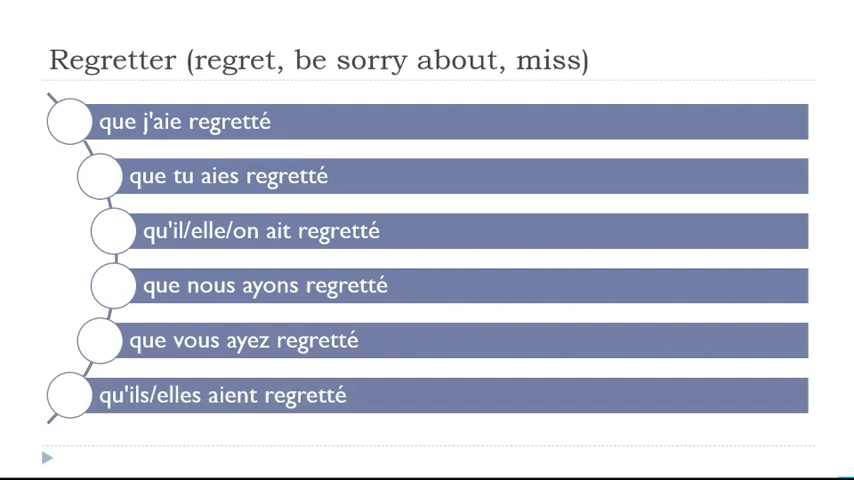 Regretter (regret, be sorry about, miss)
que j'aie regretté
que tu aies regretté
qu'il/elle/on ait regretté
que nous ayons regretté
que vous ayez regretté
qu'ils/elles aient regretté